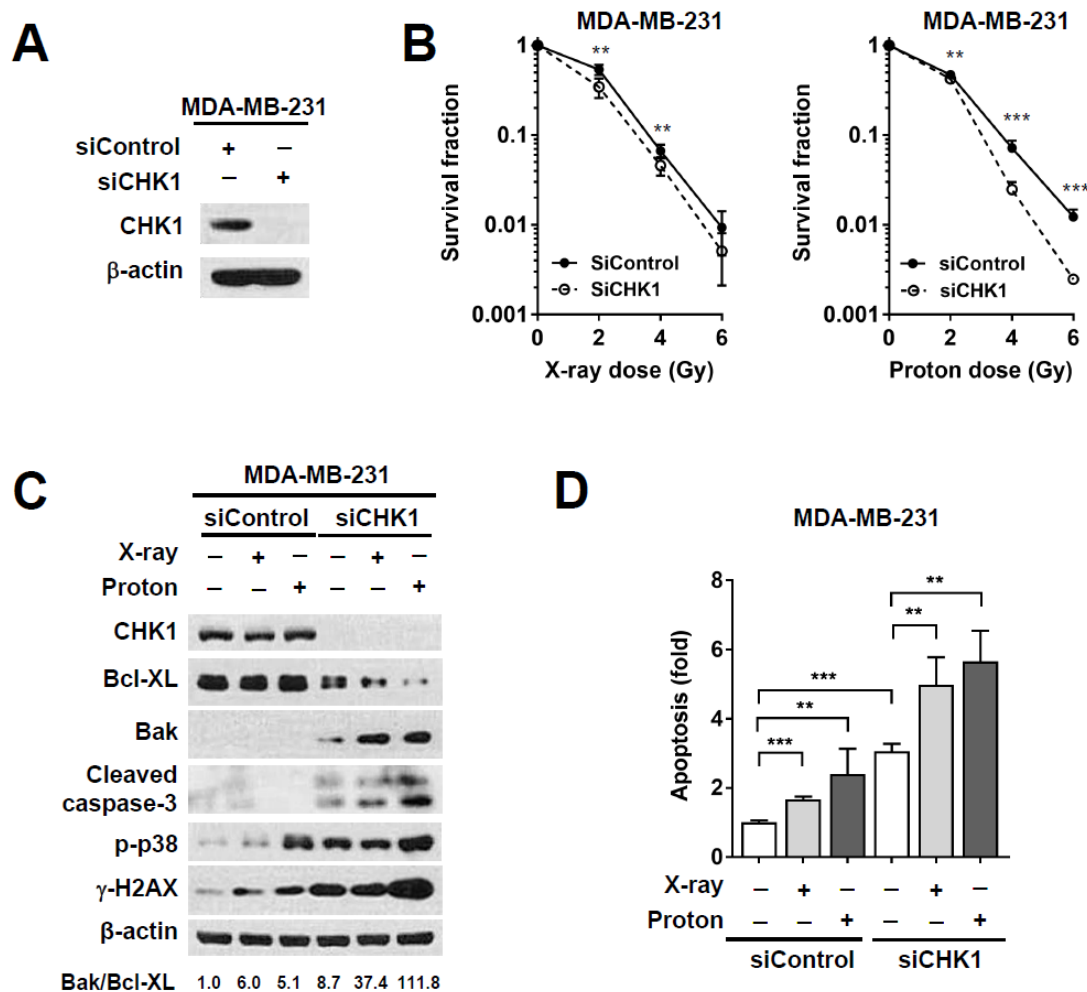 A
MDA-MB-231
siControl + –
siCHK1 – +
CHK1
β-actin
B
MDA-MB-231
Survival fraction
1
0.1
0.01
0.001
**
**
SiControl
SiCHK1
0 2 4 6
X-ray dose (Gy)
MDA-MB-231
Survival fraction
1
0.1
0.01
0.001
**
***
***
siControl
siCHK1
0 2 4 6
Proton dose (Gy)
C
MDA-MB-231
siControl siCHK1
X-ray – + – – + –
Proton – – + – – +
CHK1
Bcl-XL
Bak
Cleaved
caspase-3
p-p38
γ-H2AX
β-actin
Bak/Bcl-XL 1.0 6.0 5.1 8.7 37.4 111.8
D
MDA-MB-231
Apoptosis (fold)
8
6
4
2
0
**
**
***
**
***
X-ray – + – – + –
Proton – – + – – +
siControl siCHK1